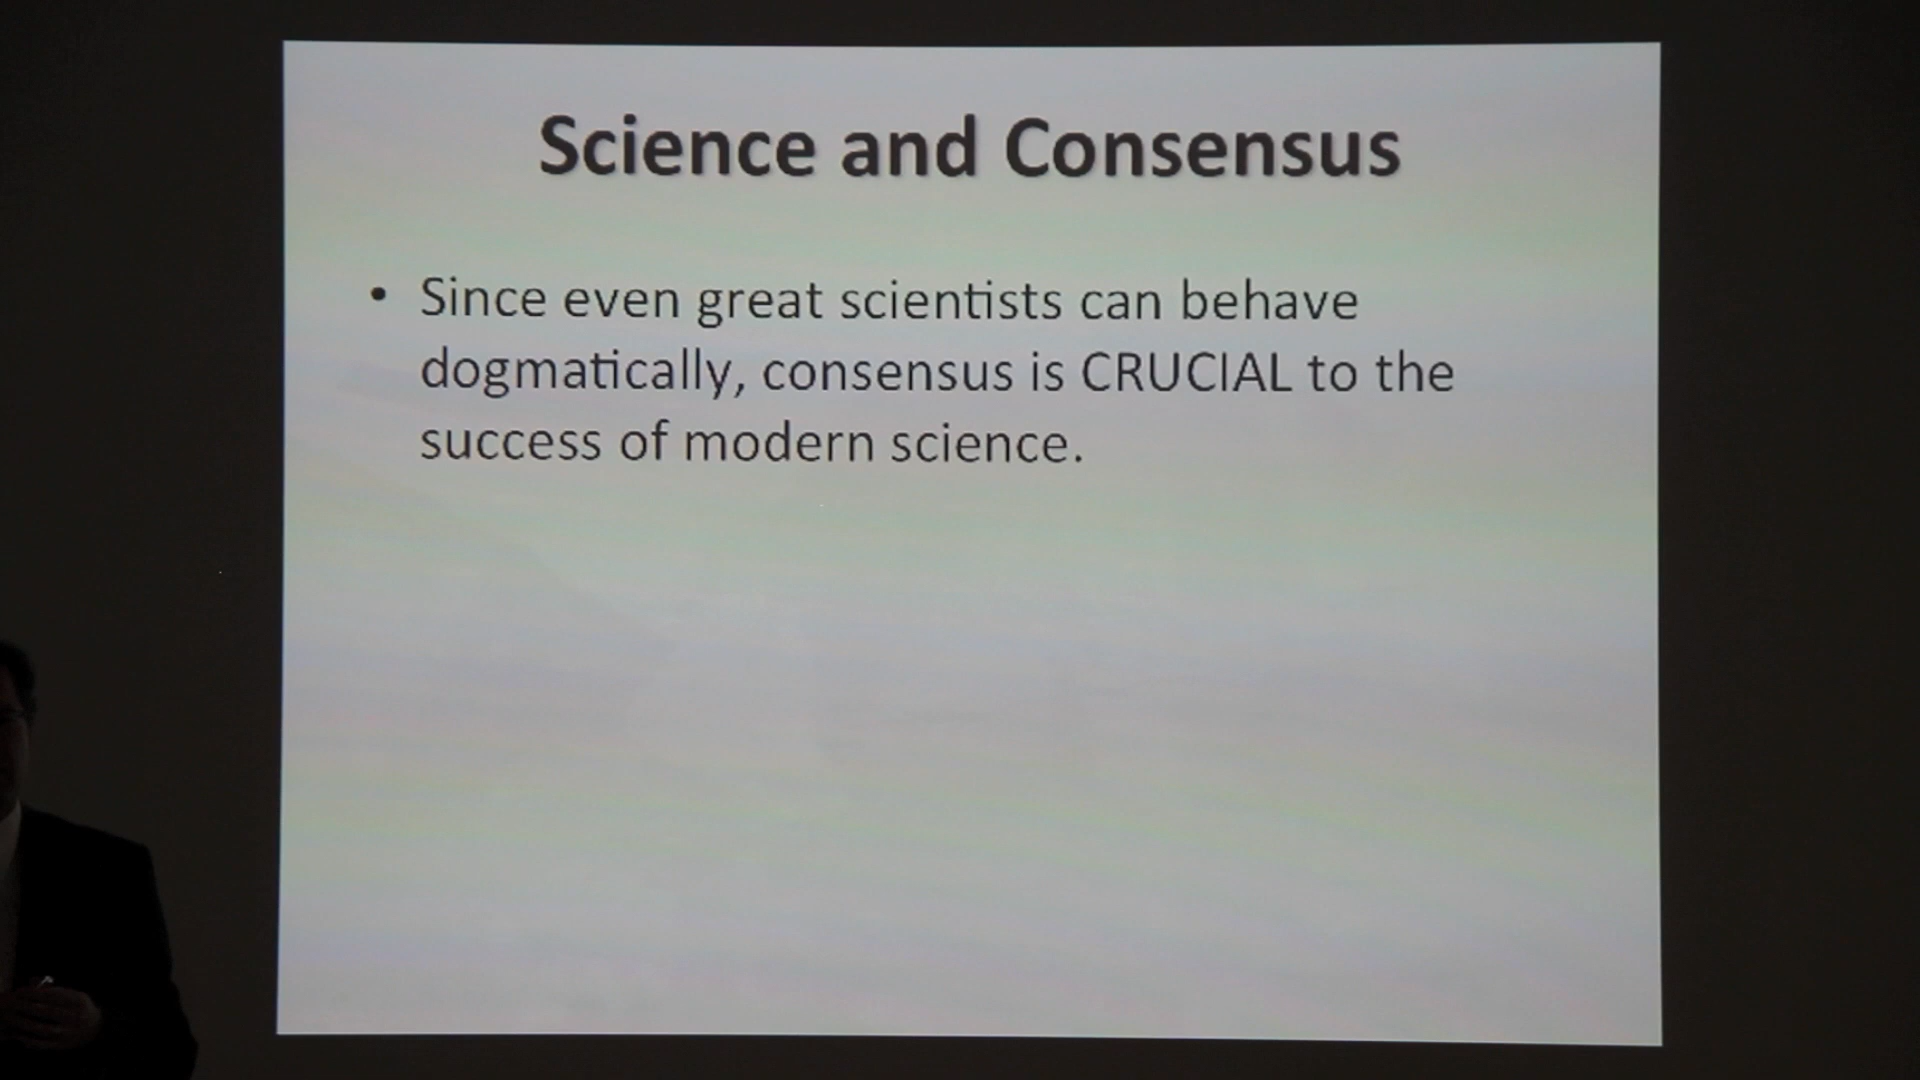 Science and Consensus
• Since even great scientists can behave
dogmatically, consensus is CRUCIAL to the
success of modern science.